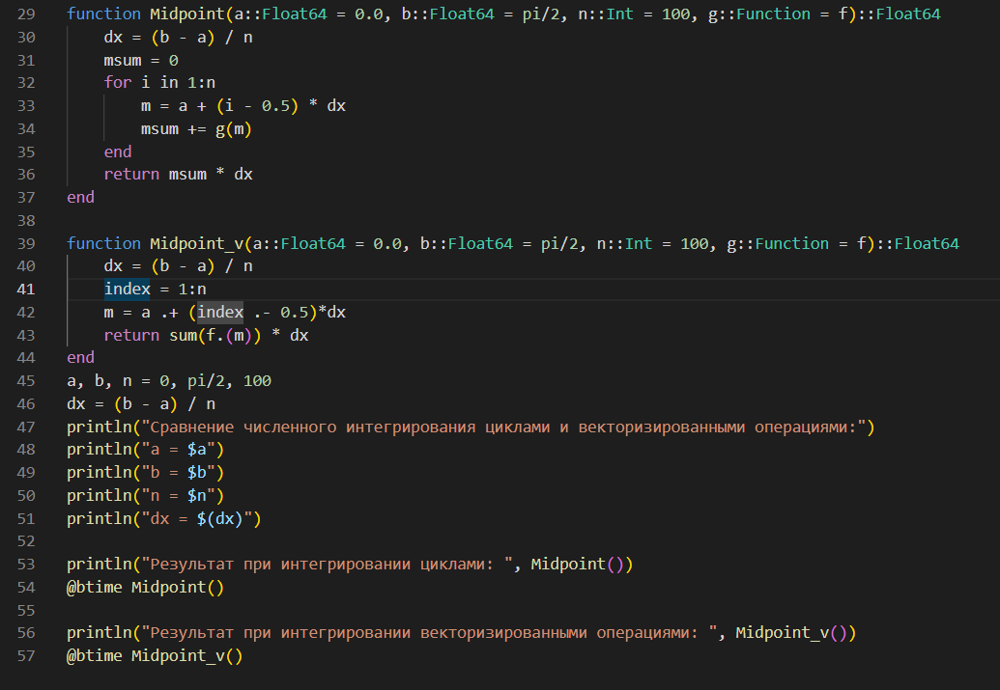 29 function Midpoint(a::Float64 = 0.0, b::Float64 = pi/2, n::Int = 100, g::Function = f)::Float64
30     dx = (b - a) / n
31     msum = 0
32     for i in 1:n
33         m = a + (i - 0.5) * dx
34         msum += g(m)
35     end
36     return msum * dx
37 end
38
39 function Midpoint_v(a::Float64 = 0.0, b::Float64 = pi/2, n::Int = 100, g::Function = f)::Float64
40     dx = (b - a) / n
41     index = 1:n
42     m = a .+ (index .- 0.5)*dx
43     return sum(f.(m)) * dx
44 end
45 a, b, n = 0, pi/2, 100
46 dx = (b - a) / n
47 println("Сравнение численного интегрирования циклами и векторизированными операциями:")
48 println("a = $a")
49 println("b = $b")
50 println("n = $n")
51 println("dx = $(dx)")
52
53 println("Результат при интегрировании циклами: ", Midpoint())
54 @btime Midpoint()
55
56 println("Результат при интегрировании векторизированными операциями: ", Midpoint_v())
57 @btime Midpoint_v()